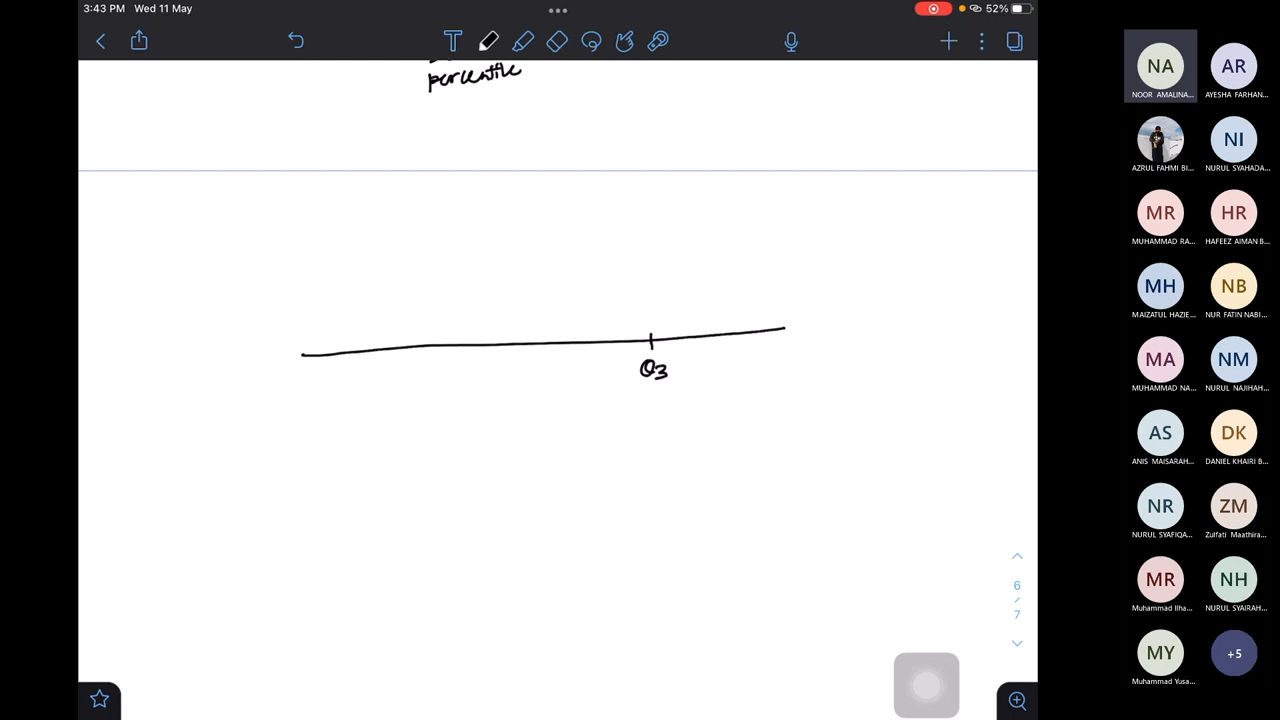 3:43 PM Wed 11 May
52%
percentile
Q3
6
7
NA
NOOR AMALINA...
AR
AYESHA FARHAN...
AZRUL FAHMI BI...
NI
NURUL SYAHADA...
MR
MUHAMMAD RA...
HR
HAFEEZ AIMAN B...
MH
MAIZATUL HAZIE...
NB
NUR FATIN NABI...
MA
MUHAMMAD NA...
NM
NURUL NAJIHAH...
AS
ANIS MAISARAH...
DK
DANIEL KHAIRI B...
NR
NURUL SYAFIQA...
ZM
Zulfati Maathira...
MR
Muhammad Ilha...
NH
NURUL SYAIRAH...
MY
Muhammad Yusa...
+5